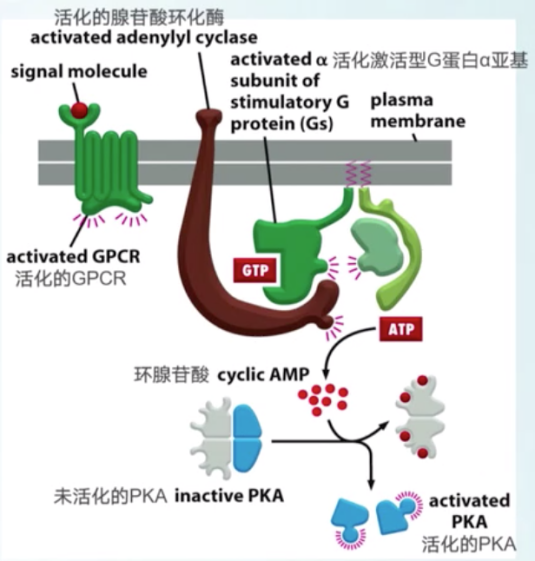 活化的腺苷酸环化酶
activated adenylyl cyclase
signal molecule
activated α 活化激活型G蛋白α亚基
subunit of
stimulatory G
protein (Gs)
plasma
membrane
activated GPCR
活化的GPCR
GTP
ATP
环腺苷酸 cyclic AMP
未活化的PKA inactive PKA
activated
PKA
活化的PKA